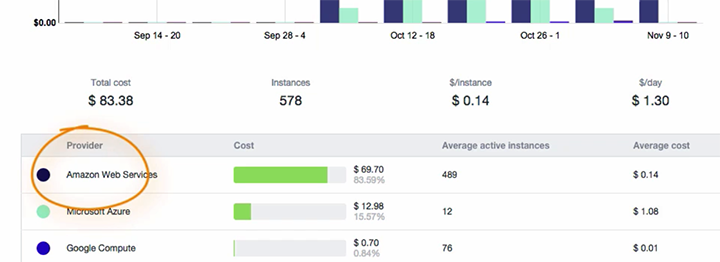 $0.00
Sep 14 - 20 Sep 28 - 4 Oct 12 - 18 Oct 26 - 1 Nov 9 - 10
Total cost Instances $/instance $/day
$ 83.38 578 $ 0.14 $ 1.30
Provider Cost Average active instances Average cost
Amazon Web Services $ 69.70 489 $ 0.14
83.59%
Microsoft Azure $ 12.98 12 $ 1.08
15.57%
Google Compute $ 0.70 76 $ 0.01
0.84%